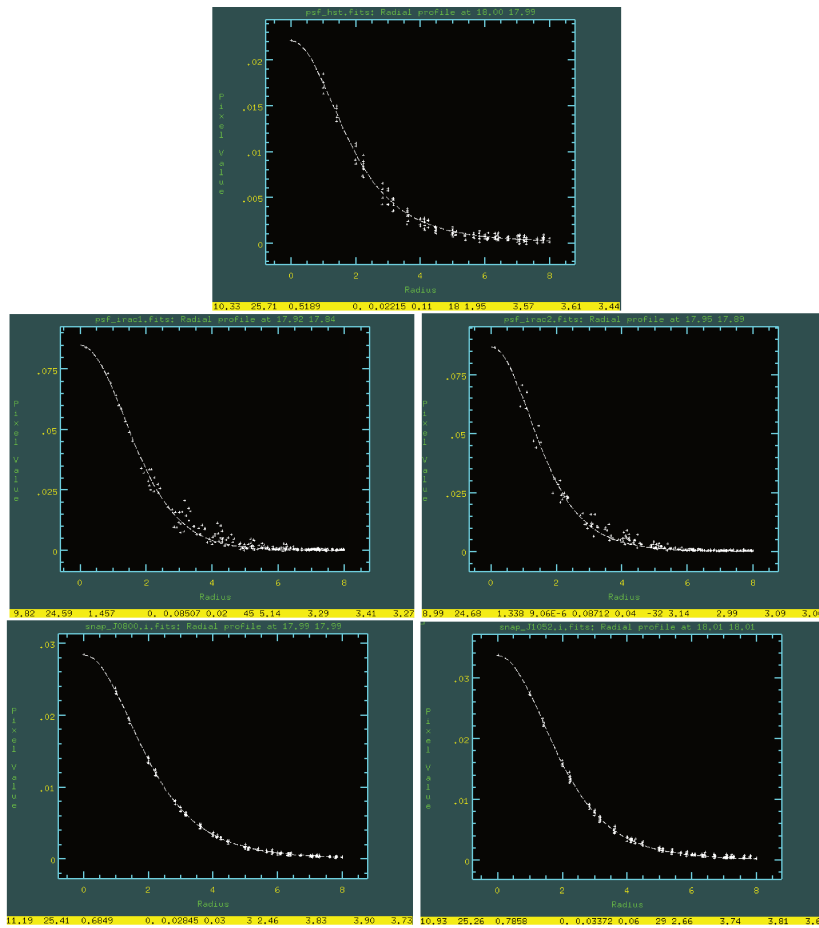 psf_hst.fits: Radial profile at 18.00 17.99
.02
.015
.01
.005
0
Pixel Value
0 2 4 6 8
Radius
10.33 25.71 0.5189 0. 0.02215 0.11 18 1.95 3.57 3.61 3.44
psf_irac1.fits: Radial profile at 17.92 17.84
.075
.05
.025
0
Pixel Value
0 2 4 6 8
Radius
9.82 24.59 1.457 0. 0.08507 0.02 45 5.14 3.29 3.41 3.27
psf_irac2.fits: Radial profile at 17.95 17.89
.075
.05
.025
0
Pixel Value
0 2 4 6 8
Radius
8.99 24.68 1.338 9.06E-6 0.08712 0.04 -32 3.14 2.99 3.09
snap_J0800.i.fits: Radial profile at 17.99 17.99
.03
.02
.01
0
Pixel Value
0 2 4 6 8
Radius
11.19 25.41 0.6849 0. 0.02845 0.03 3 2.46 3.83 3.90 3.73
snap_J1052.i.fits: Radial profile at 18.01 18.01
.03
.02
.01
0
Pixel Value
0 2 4 6 8
Radius
10.93 25.26 0.7858 0. 0.03372 0.06 29 2.66 3.74 3.81